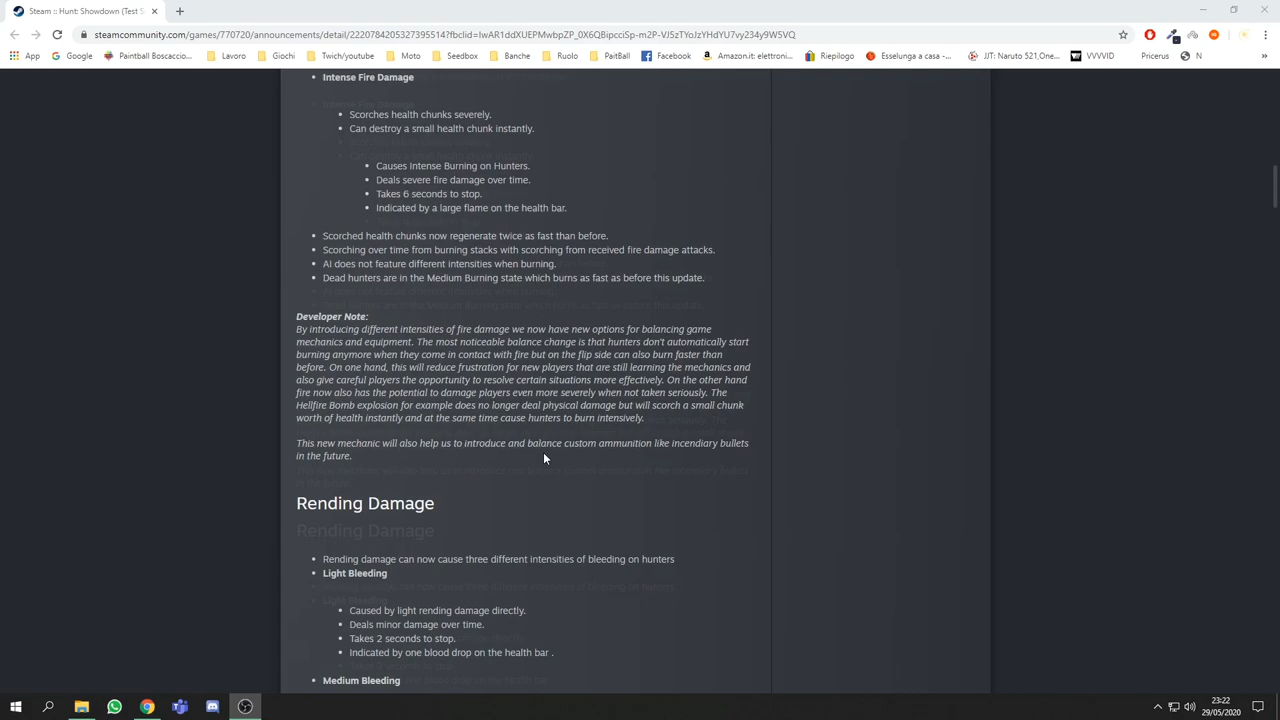 Steam :: Hunt: Showdown (Test S
steamcommunity.com/games/770720/announcements/detail/2220784205327395514?fbclid=IwAR1ddXUEPMwbpZP_0X6QBipcciSp-m2P-VJ5zTYoJzYHdYU7vy234y9W5VQ
App Google Paintball Boscaccio... Lavoro Giochi Twich/youtube Moto Seedbox Banche Ruolo PaitBall Facebook Amazon.it: elettroni... Riepilogo Esselunga a casa -... JJT: Naruto 521,One... VVVVID Pricerus N
Intense Fire Damage
Scorches health chunks severely.
Can destroy a small health chunk instantly.
Causes Intense Burning on Hunters.
Deals severe fire damage over time.
Takes 6 seconds to stop.
Indicated by a large flame on the health bar.
Scorched health chunks now regenerate twice as fast than before.
Scorching over time from burning stacks with scorching from received fire damage attacks.
AI does not feature different intensities when burning.
Dead hunters are in the Medium Burning state which burns as fast as before this update.
Developer Note:
By introducing different intensities of fire damage we now have new options for balancing game
mechanics and equipment. The most noticeable balance change is that hunters don't automatically start
burning anymore when they come in contact with fire but on the flip side can also burn faster than
before. On one hand, this will reduce frustration for new players that are still learning the mechanics and
also give careful players the opportunity to resolve certain situations more effectively. On the other hand
fire now also has the potential to damage players even more severely when not taken seriously. The
Hellfire Bomb explosion for example does no longer deal physical damage but will scorch a small chunk
worth of health instantly and at the same time cause hunters to burn intensively.
This new mechanic will also help us to introduce and balance custom ammunition like incendiary bullets
in the future.
Rending Damage
Rending damage can now cause three different intensities of bleeding on hunters
Light Bleeding
Caused by light rending damage directly.
Deals minor damage over time.
Takes 2 seconds to stop.
Indicated by one blood drop on the health bar .
Medium Bleeding
23:22
29/05/2020